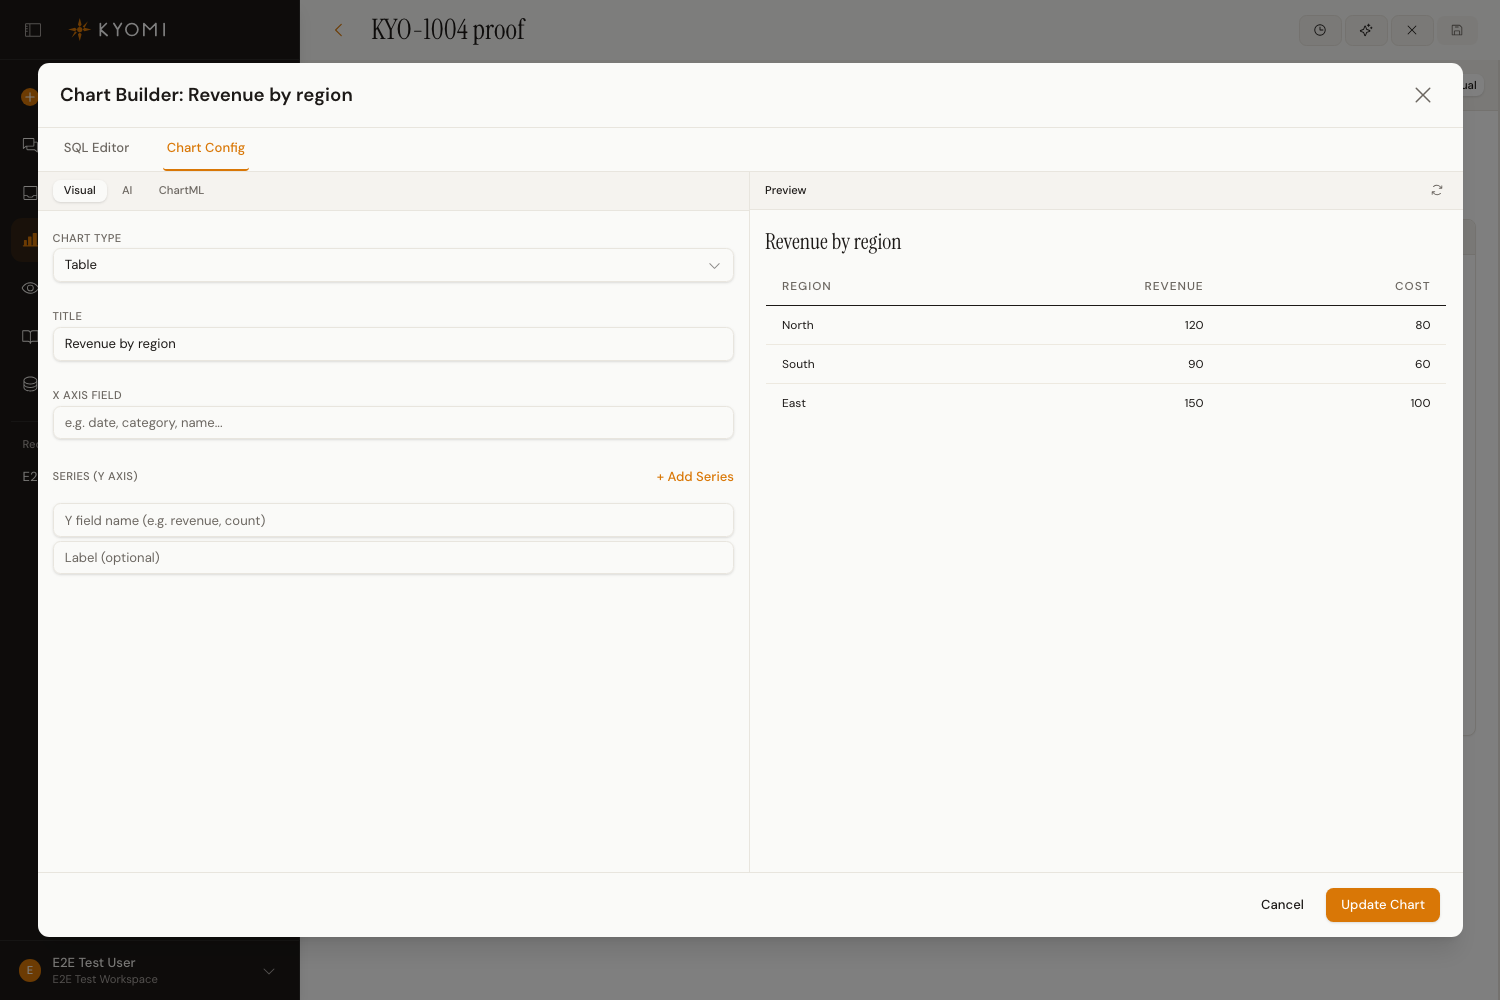 KYOMI
KYO-1004 proof
ual
Chart Builder: Revenue by region
SQL Editor
Chart Config
Visual
AI
ChartML
Preview
CHART TYPE
Table
TITLE
Revenue by region
X AXIS FIELD
e.g. date, category, name...
SERIES (Y AXIS)
+ Add Series
Y field name (e.g. revenue, count)
Label (optional)
Revenue by region
REGION REVENUE COST
North 120 80
South 90 60
East 150 100
Rec
E2
Cancel
Update Chart
E
E2E Test User
E2E Test Workspace